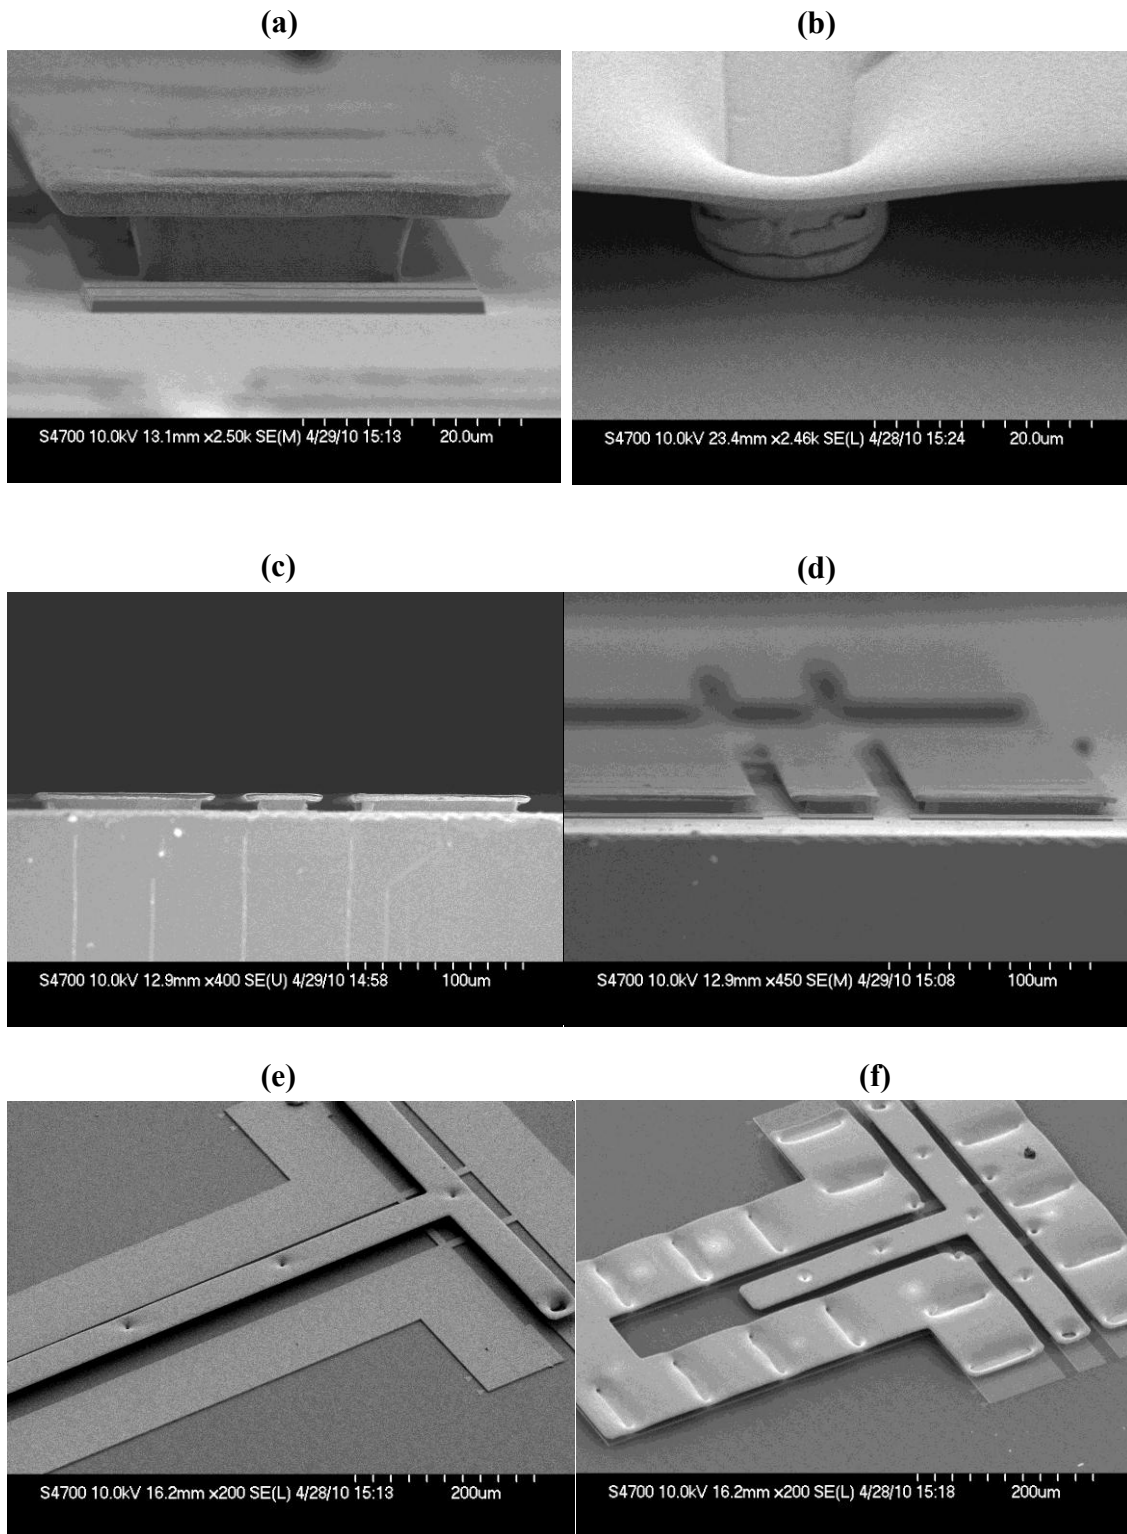 (a)
(b)
S4700 10.0kV 13.1mm x2.50k SE(M) 4/29/10 15:13 20.0um
S4700 10.0kV 23.4mm x2.46k SE(L) 4/28/10 15:24 20.0um
(c)
(d)
S4700 10.0kV 12.9mm x400 SE(U) 4/29/10 14:58 100um
S4700 10.0kV 12.9mm x450 SE(M) 4/29/10 15:08 100um
(e)
(f)
S4700 10.0kV 16.2mm x200 SE(L) 4/28/10 15:13 200um
S4700 10.0kV 16.2mm x200 SE(L) 4/28/10 15:18 200um